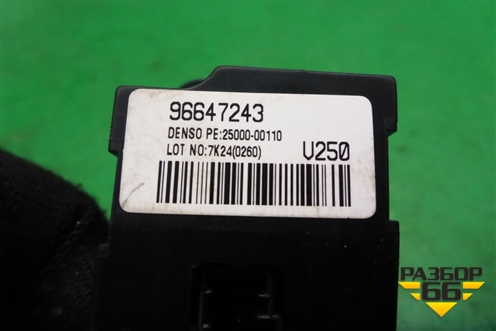 96647243
DENSO PE:25000-00110
LOT NO:7K24(0260)
V250
РАЗБОР
66